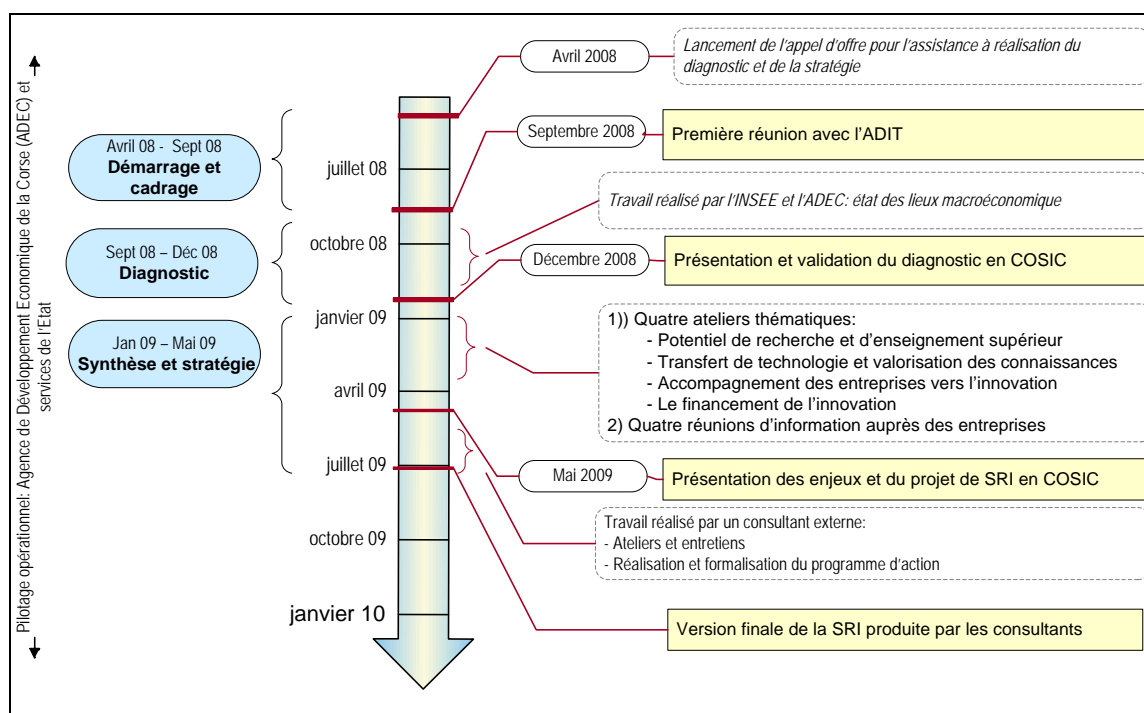 Pilotage opérationnel: Agence de Développement Economique de la Corse (ADEC) et
services de l'Etat
Avril 08 - Sept 08
Démarrage et
cadrage
Sept 08 – Déc 08
Diagnostic
Jan 09 – Mai 09
Synthèse et stratégie
juillet 08
octobre 08
janvier 09
avril 09
juillet 09
octobre 09
janvier 10
Avril 2008
Lancement de l'appel d'offre pour l'assistance à réalisation du
diagnostic et de la stratégie
Septembre 2008
Première réunion avec l'ADIT
Travail réalisé par l'INSEE et l'ADEC: état des lieux macroéconomique
Décembre 2008
Présentation et validation du diagnostic en COSIC
1)) Quatre ateliers thématiques:
- Potentiel de recherche et d'enseignement supérieur
- Transfert de technologie et valorisation des connaissances
- Accompagnement des entreprises vers l'innovation
- Le financement de l'innovation
2) Quatre réunions d'information auprès des entreprises
Mai 2009
Présentation des enjeux et du projet de SRI en COSIC
Travail réalisé par un consultant externe:
- Ateliers et entretiens
- Réalisation et formalisation du programme d'action
Version finale de la SRI produite par les consultants